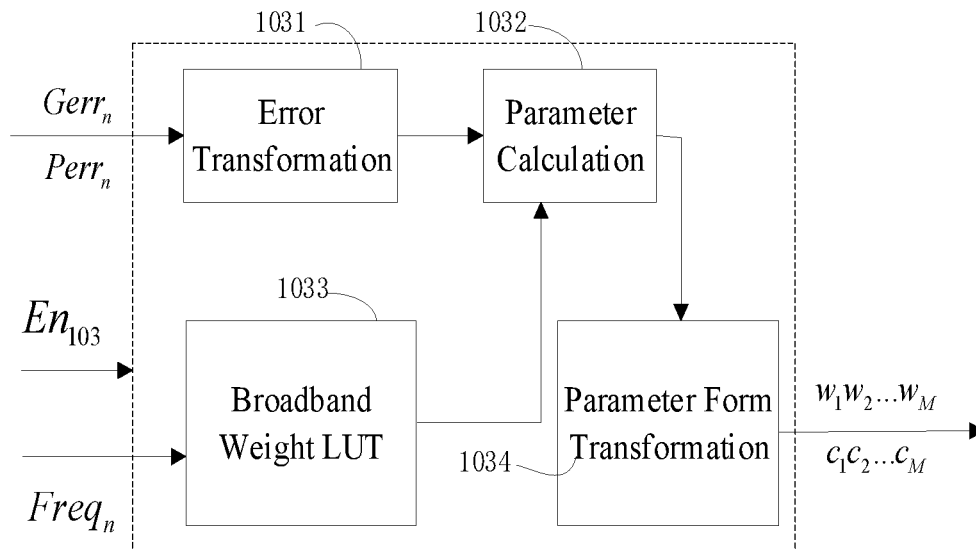 1031
1032
Gerr_n
Perr_n
Error
Transformation
Parameter
Calculation
1033
En_103
Broadband
Weight LUT
Parameter Form
Transformation
1034
w_1w_2...w_M
c_1c_2...c_M
Freq_n